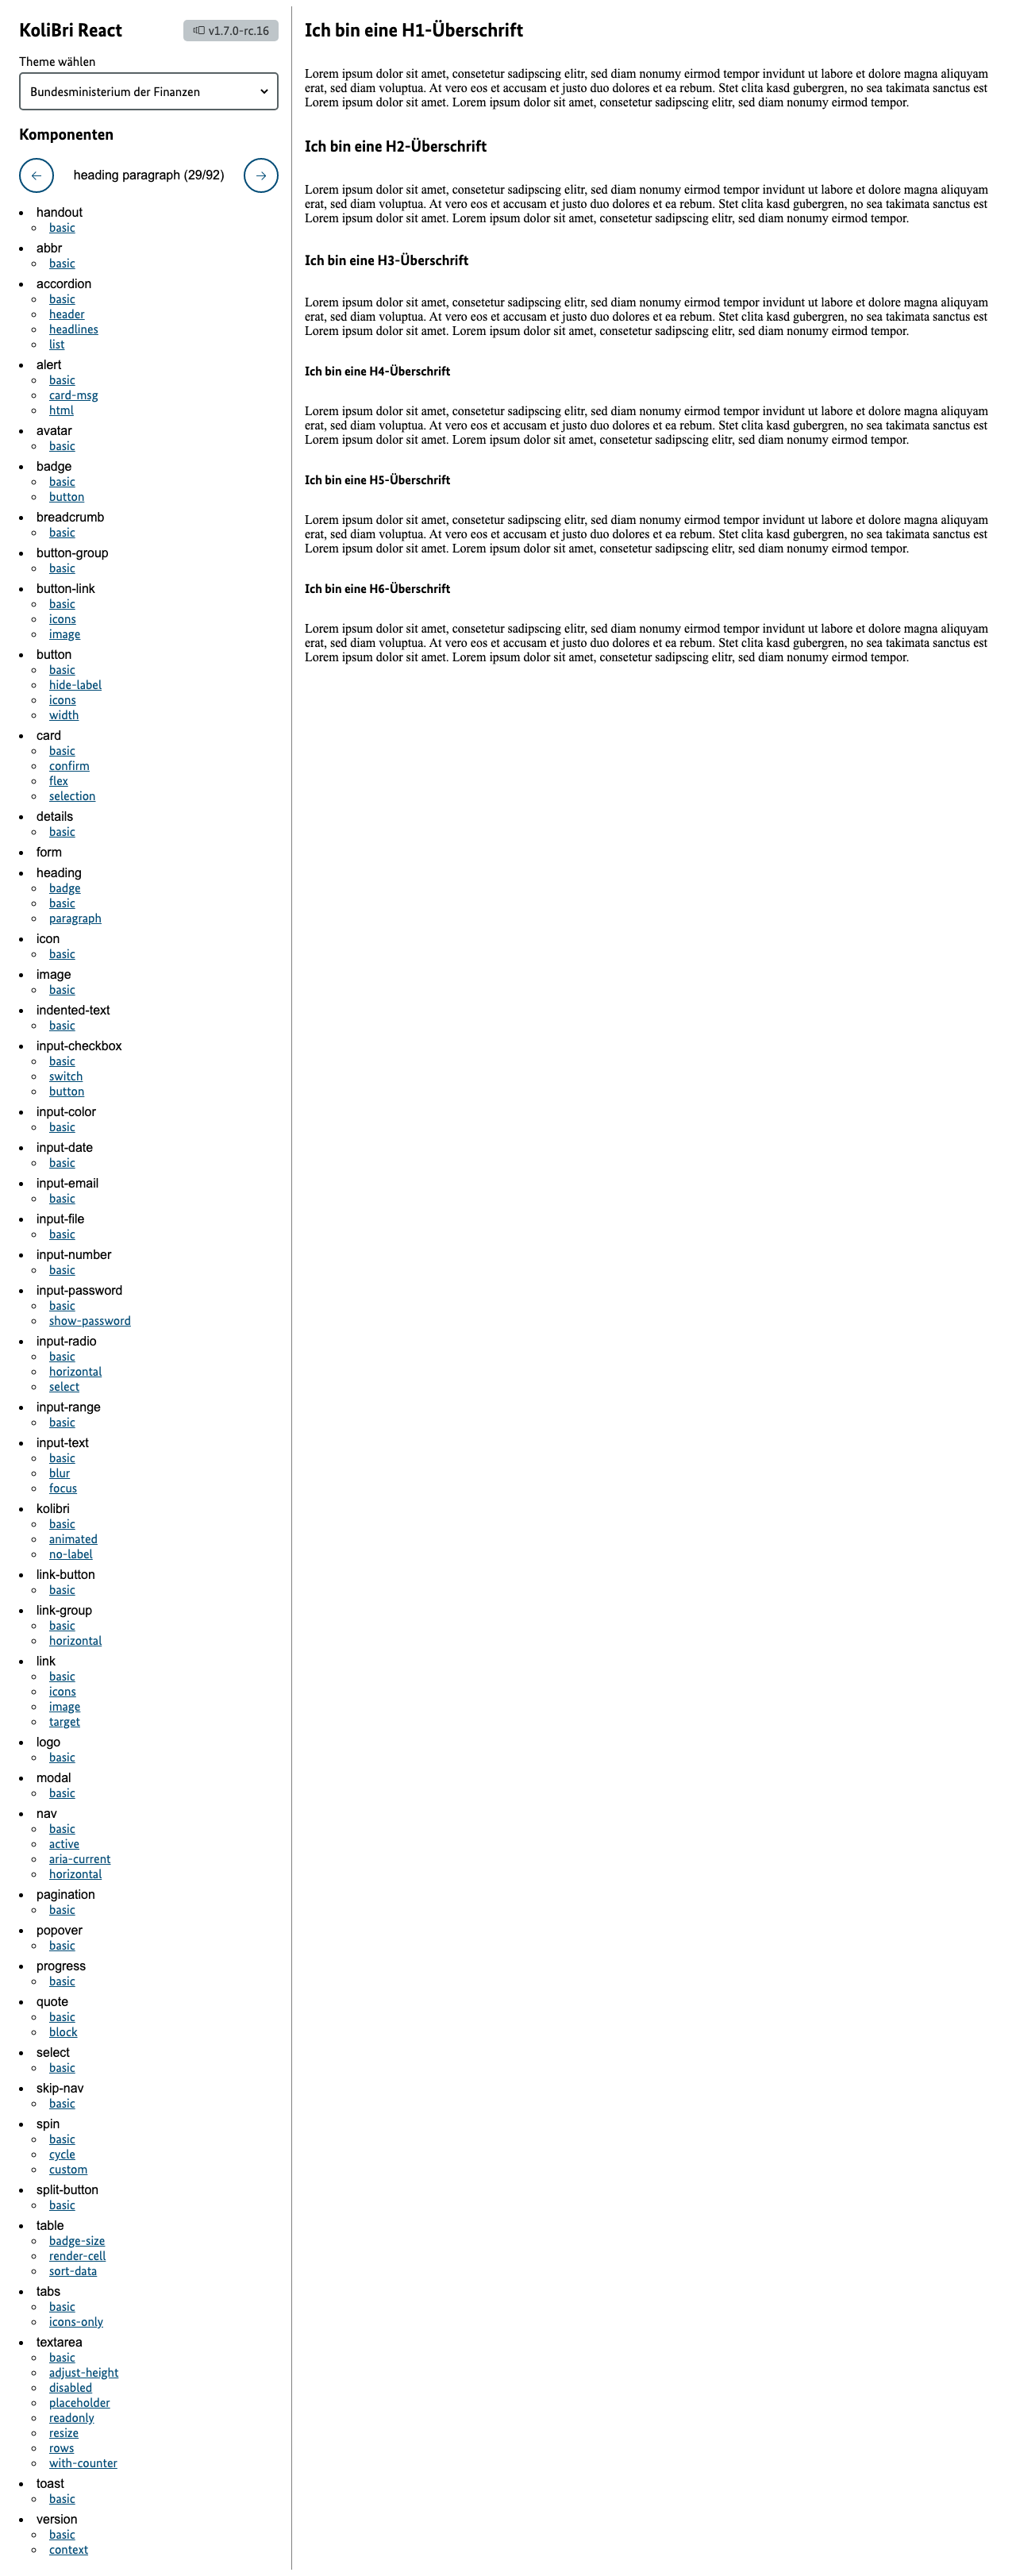 KoliBri React
v1.7.0-rc.16
Theme wählen
Bundesministerium der Finanzen
Komponenten
heading paragraph (29/92)
handout
basic
abbr
basic
accordion
basic
header
headlines
list
alert
basic
card-msg
html
avatar
basic
badge
basic
button
breadcrumb
basic
button-group
basic
button-link
basic
icons
image
button
basic
hide-label
icons
width
card
basic
confirm
flex
selection
details
basic
form
heading
badge
basic
paragraph
icon
basic
image
basic
indented-text
basic
input-checkbox
basic
switch
button
input-color
basic
input-date
basic
input-email
basic
input-file
basic
input-number
basic
input-password
basic
show-password
input-radio
basic
horizontal
select
input-range
basic
input-text
basic
blur
focus
kolibri
basic
animated
no-label
link-button
basic
link-group
basic
horizontal
link
basic
icons
image
target
logo
basic
modal
basic
nav
basic
active
aria-current
horizontal
pagination
basic
popover
basic
progress
basic
quote
basic
block
select
basic
skip-nav
basic
spin
basic
cycle
custom
split-button
basic
table
badge-size
render-cell
sort-data
tabs
basic
icons-only
textarea
basic
adjust-height
disabled
placeholder
readonly
resize
rows
with-counter
toast
basic
version
basic
context
Ich bin eine H1-Überschrift
Lorem ipsum dolor sit amet, consetetur sadipscing elitr, sed diam nonumy eirmod tempor invidunt ut labore et dolore magna aliquyam
erat, sed diam voluptua. At vero eos et accusam et justo duo dolores et ea rebum. Stet clita kasd gubergren, no sea takimata sanctus est
Lorem ipsum dolor sit amet. Lorem ipsum dolor sit amet, consetetur sadipscing elitr, sed diam nonumy eirmod tempor.
Ich bin eine H2-Überschrift
Lorem ipsum dolor sit amet, consetetur sadipscing elitr, sed diam nonumy eirmod tempor invidunt ut labore et dolore magna aliquyam
erat, sed diam voluptua. At vero eos et accusam et justo duo dolores et ea rebum. Stet clita kasd gubergren, no sea takimata sanctus est
Lorem ipsum dolor sit amet. Lorem ipsum dolor sit amet, consetetur sadipscing elitr, sed diam nonumy eirmod tempor.
Ich bin eine H3-Überschrift
Lorem ipsum dolor sit amet, consetetur sadipscing elitr, sed diam nonumy eirmod tempor invidunt ut labore et dolore magna aliquyam
erat, sed diam voluptua. At vero eos et accusam et justo duo dolores et ea rebum. Stet clita kasd gubergren, no sea takimata sanctus est
Lorem ipsum dolor sit amet. Lorem ipsum dolor sit amet, consetetur sadipscing elitr, sed diam nonumy eirmod tempor.
Ich bin eine H4-Überschrift
Lorem ipsum dolor sit amet, consetetur sadipscing elitr, sed diam nonumy eirmod tempor invidunt ut labore et dolore magna aliquyam
erat, sed diam voluptua. At vero eos et accusam et justo duo dolores et ea rebum. Stet clita kasd gubergren, no sea takimata sanctus est
Lorem ipsum dolor sit amet. Lorem ipsum dolor sit amet, consetetur sadipscing elitr, sed diam nonumy eirmod tempor.
Ich bin eine H5-Überschrift
Lorem ipsum dolor sit amet, consetetur sadipscing elitr, sed diam nonumy eirmod tempor invidunt ut labore et dolore magna aliquyam
erat, sed diam voluptua. At vero eos et accusam et justo duo dolores et ea rebum. Stet clita kasd gubergren, no sea takimata sanctus est
Lorem ipsum dolor sit amet. Lorem ipsum dolor sit amet, consetetur sadipscing elitr, sed diam nonumy eirmod tempor.
Ich bin eine H6-Überschrift
Lorem ipsum dolor sit amet, consetetur sadipscing elitr, sed diam nonumy eirmod tempor invidunt ut labore et dolore magna aliquyam
erat, sed diam voluptua. At vero eos et accusam et justo duo dolores et ea rebum. Stet clita kasd gubergren, no sea takimata sanctus est
Lorem ipsum dolor sit amet. Lorem ipsum dolor sit amet, consetetur sadipscing elitr, sed diam nonumy eirmod tempor.